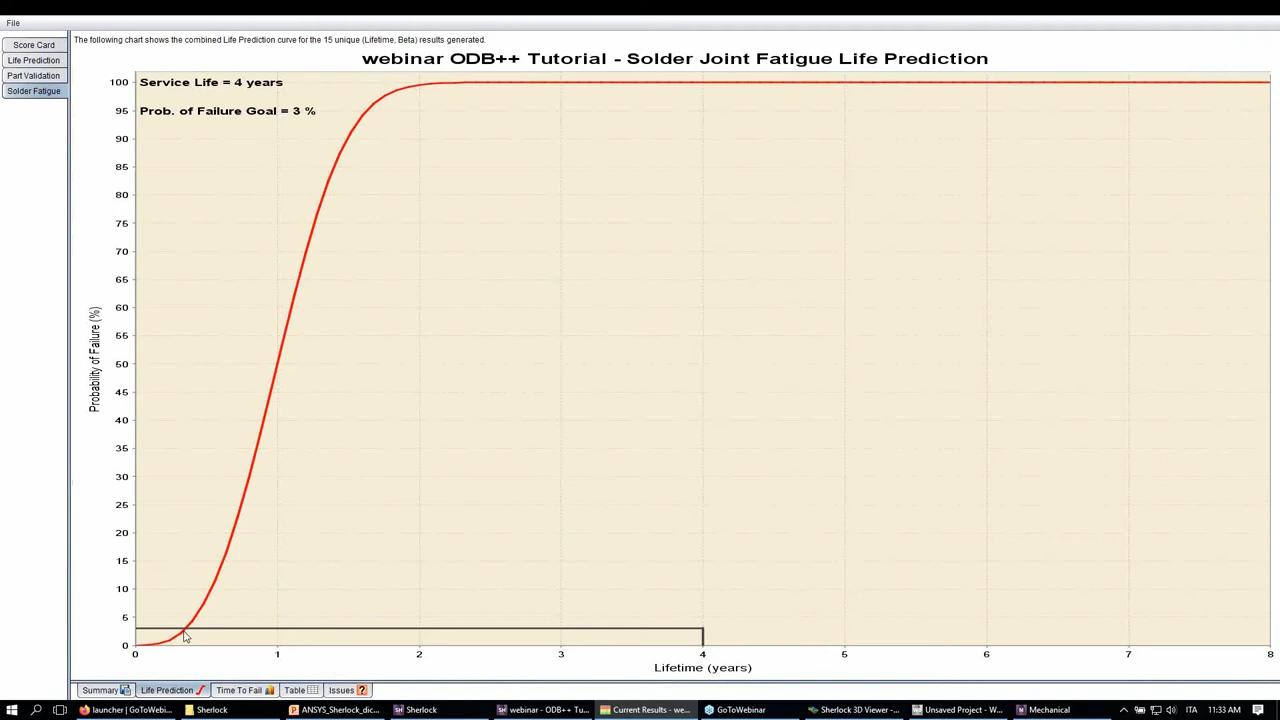 File
Score Card
Life Prediction
Part Validation
Solder Fatigue
The following chart shows the combined Life Prediction curve for the 15 unique (Lifetime, Beta) results generated.
webinar ODB++ Tutorial - Solder Joint Fatigue Life Prediction
Service Life = 4 years
Prob. of Failure Goal = 3 %
Probability of Failure (%)
100
95
90
85
80
75
70
65
60
55
50
45
40
35
30
25
20
15
10
5
0
0 1 2 3 4 5 6 7 8
Lifetime (years)
Summary Life Prediction Time To Fail Table Issues ?
launcher | GoToWebi... Sherlock ANSYS_Sherlock_dic... Sherlock webinar - ODB++ Tu... Current Results - we... GoToWebinar Sherlock 3D Viewer -... Unsaved Project - W... Mechanical ITA 11:33 AM